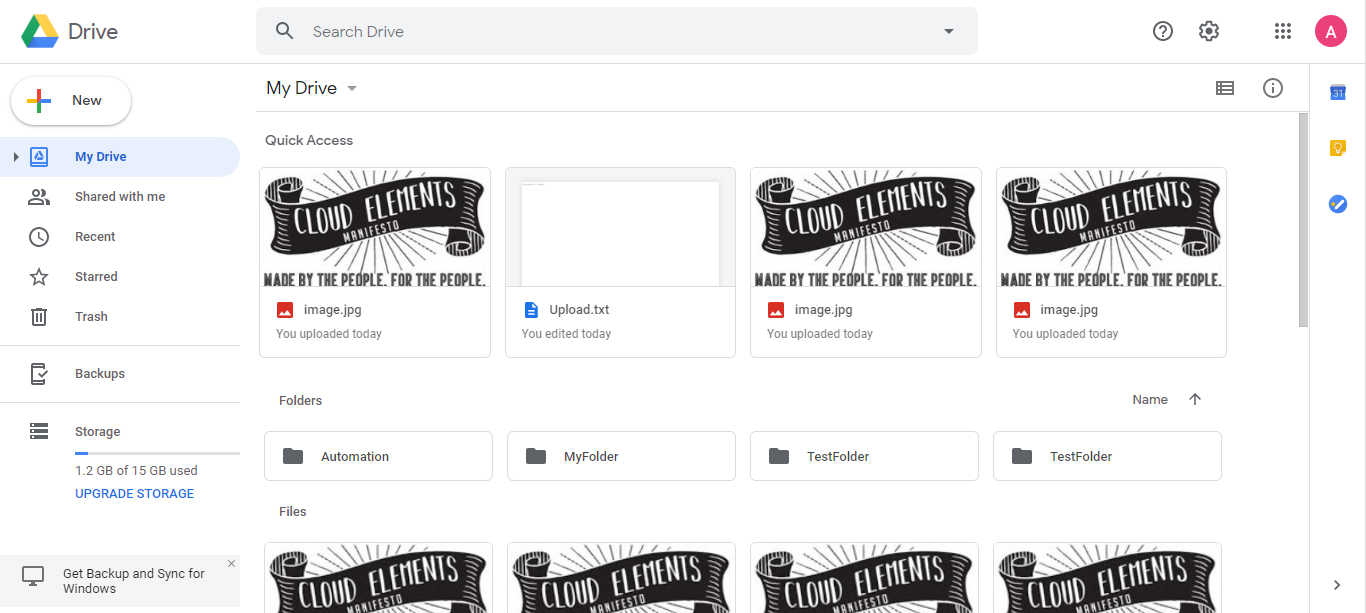 Drive
Search Drive
A
New
My Drive
31
Quick Access
My Drive
Shared with me
Recent
Starred
Trash
Backups
Storage
1.2 GB of 15 GB used
UPGRADE STORAGE
Get Backup and Sync for
Windows
CLOUD ELEMENTS
MANIFESTO
MADE BY THE PEOPLE. FOR THE PEOPLE.
image.jpg
You uploaded today
Upload.txt
You edited today
CLOUD ELEMENTS
MANIFESTO
MADE BY THE PEOPLE. FOR THE PEOPLE.
image.jpg
You uploaded today
CLOUD ELEMENTS
MANIFESTO
MADE BY THE PEOPLE. FOR THE PEOPLE.
image.jpg
You uploaded today
Folders
Name
Automation
MyFolder
TestFolder
TestFolder
Files
CLOUD ELEMENTS
MANIFESTO
CLOUD ELEMENTS
MANIFESTO
CLOUD ELEMENTS
MANIFESTO
CLOUD ELEMENTS
MANIFESTO